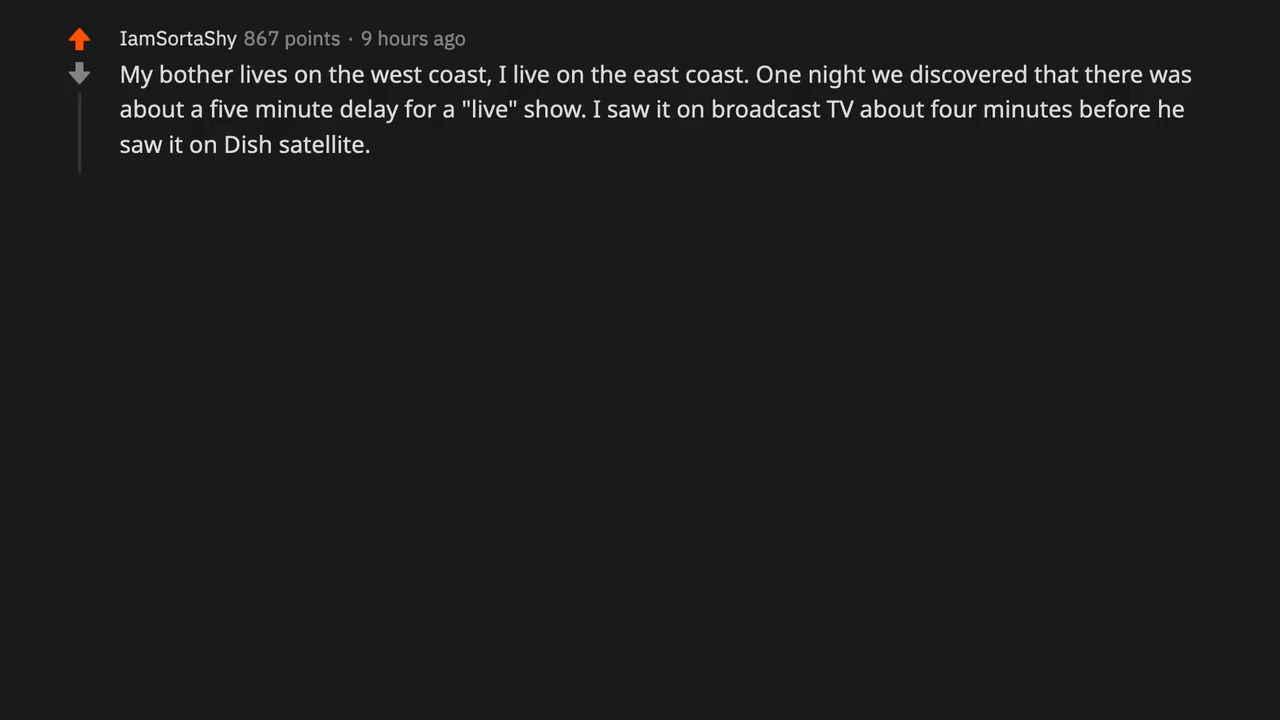 IamSortaShy 867 points · 9 hours ago
My bother lives on the west coast, I live on the east coast. One night we discovered that there was
about a five minute delay for a "live" show. I saw it on broadcast TV about four minutes before he
saw it on Dish satellite.